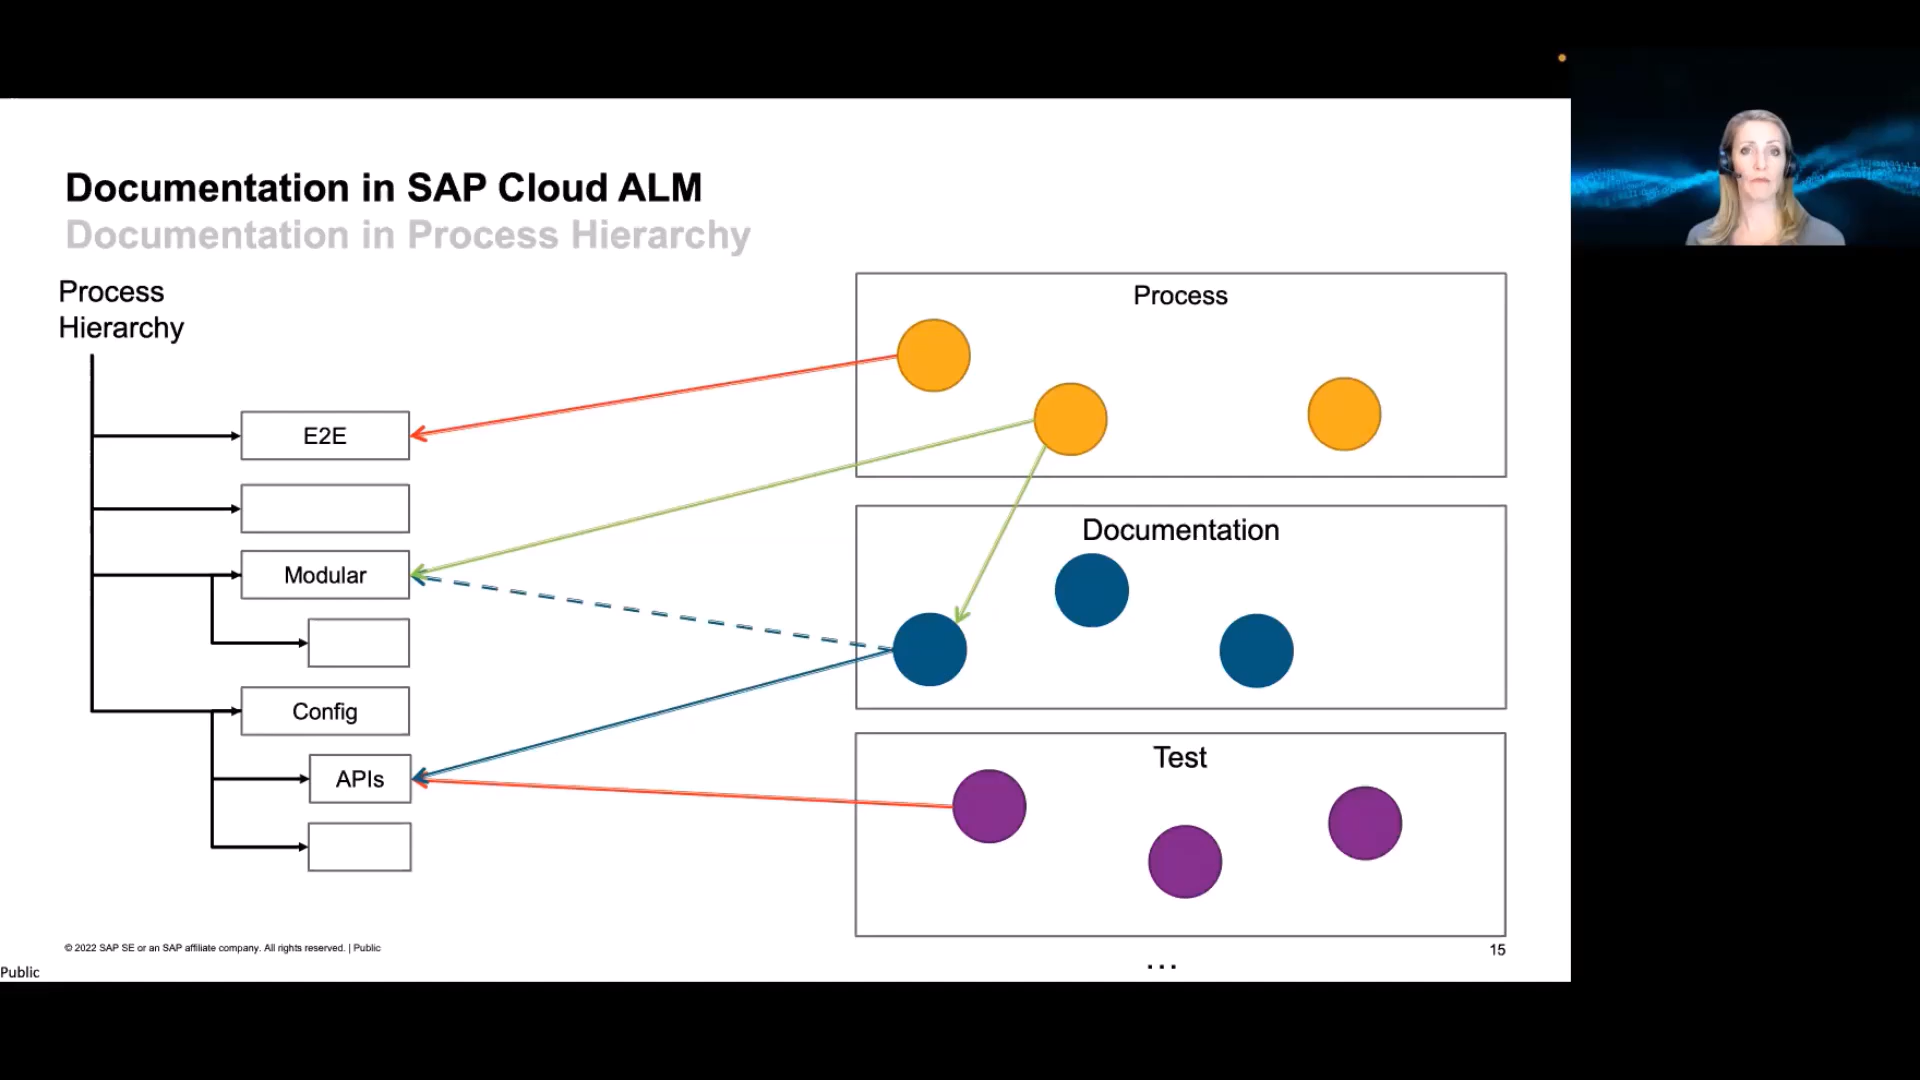 Documentation in SAP Cloud ALM
Documentation in Process Hierarchy
Process
Hierarchy
E2E
Modular
Config
APIs
Process
Documentation
Test
...
© 2022 SAP SE or an SAP affiliate company. All rights reserved. | Public
15
Public